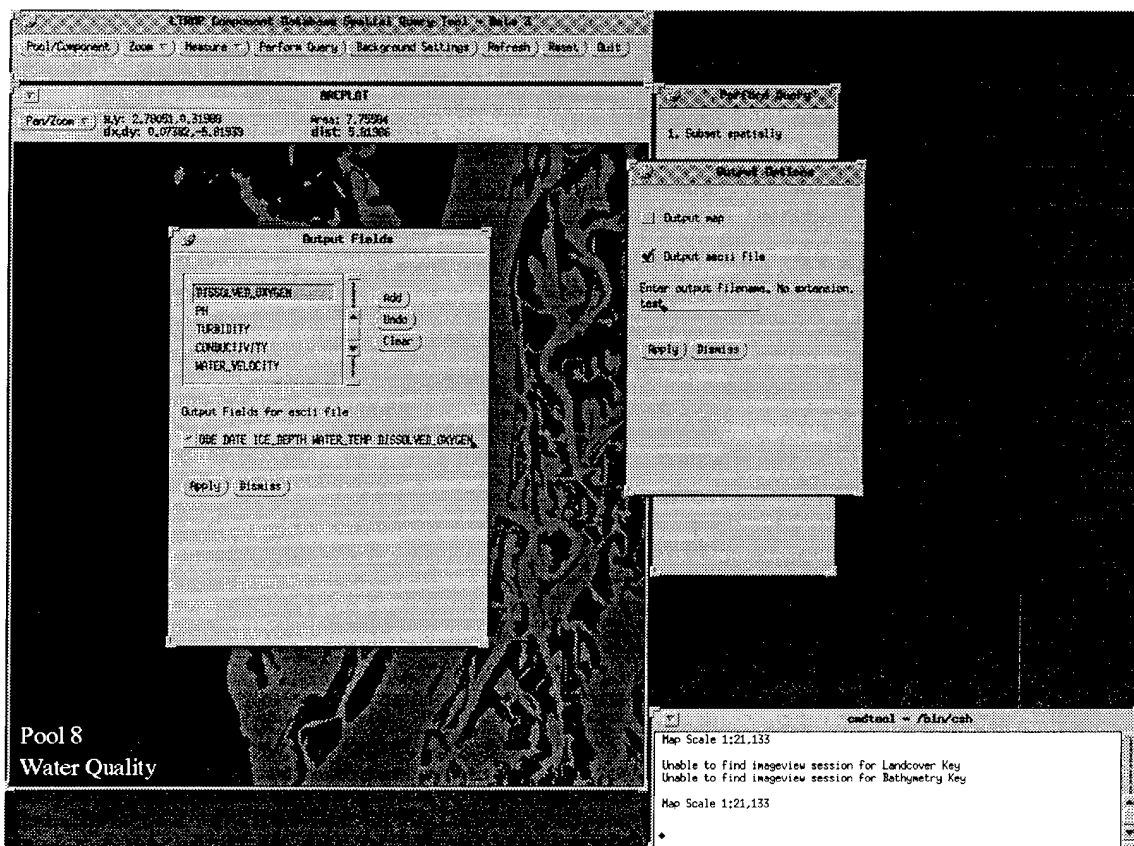 LTRMP Component Database Spatial Query Tool - Beta 2
Pool/Component Zoom Measure Perform Query Background Settings Refresh Reset Quit
ARCPLOT
Pan/Zoom x,y: 2.78051,0.31988 Area: 7.75594
dx,dy: 0.07382,-5.81939 dist: 5.81986
Perform Query
1. Subset spatially
Output Options
Output map
Output ascii file
Enter output filename. No extension.
test
Apply Dismiss
Output Fields
DISSOLVED_OXYGEN
PH
TURBIDITY
CONDUCTIVITY
WATER_VELOCITY
Add
Undo
Clear
Output Fields for ascii file
ODE DATE ICE_DEPTH WATER_TEMP DISSOLVED_OXYGEN
Apply Dismiss
Pool 8
Water Quality
cmdtool - /bin/csh
Map Scale 1:21,133
Unable to find imageview session for Landcover Key
Unable to find imageview session for Bathymetry Key
Map Scale 1:21,133